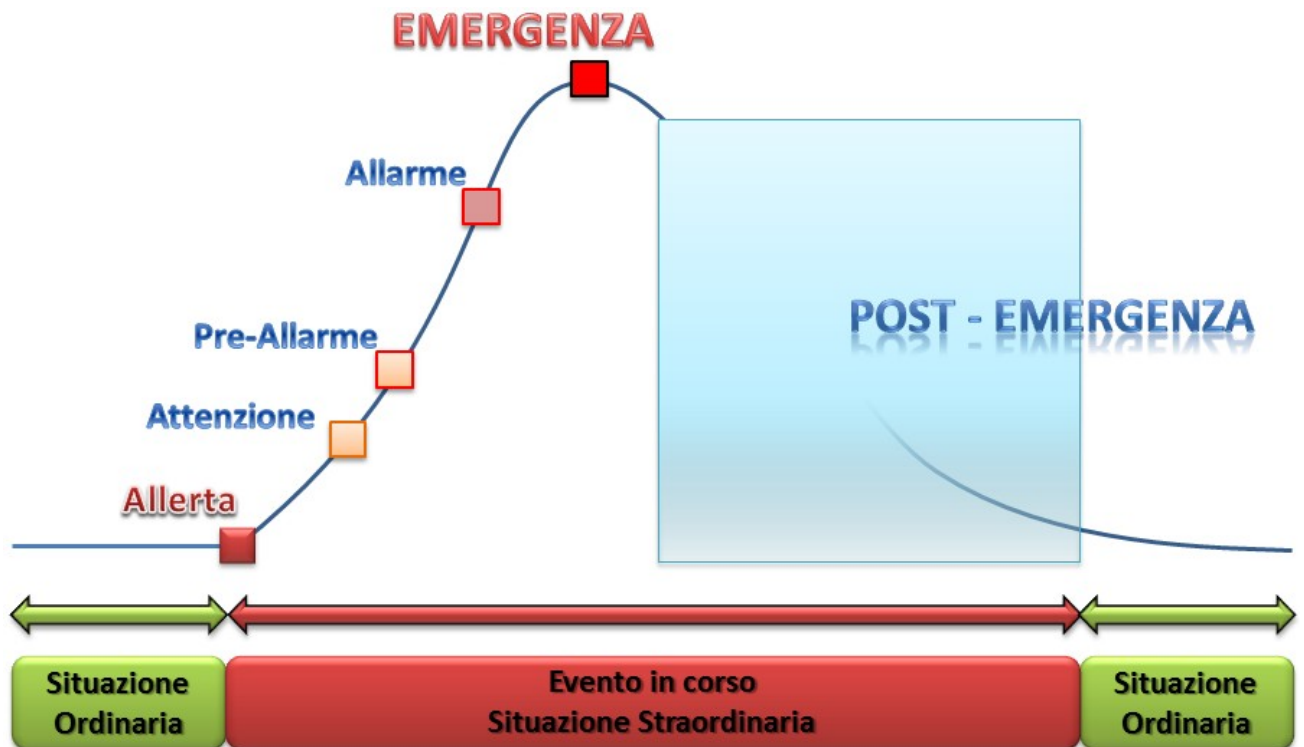 EMERGENZA
Allarme
Pre-Allarme
POST - EMERGENZA
Attenzione
Allerta
Situazione
Ordinaria
Evento in corso
Situazione Straordinaria
Situazione
Ordinaria